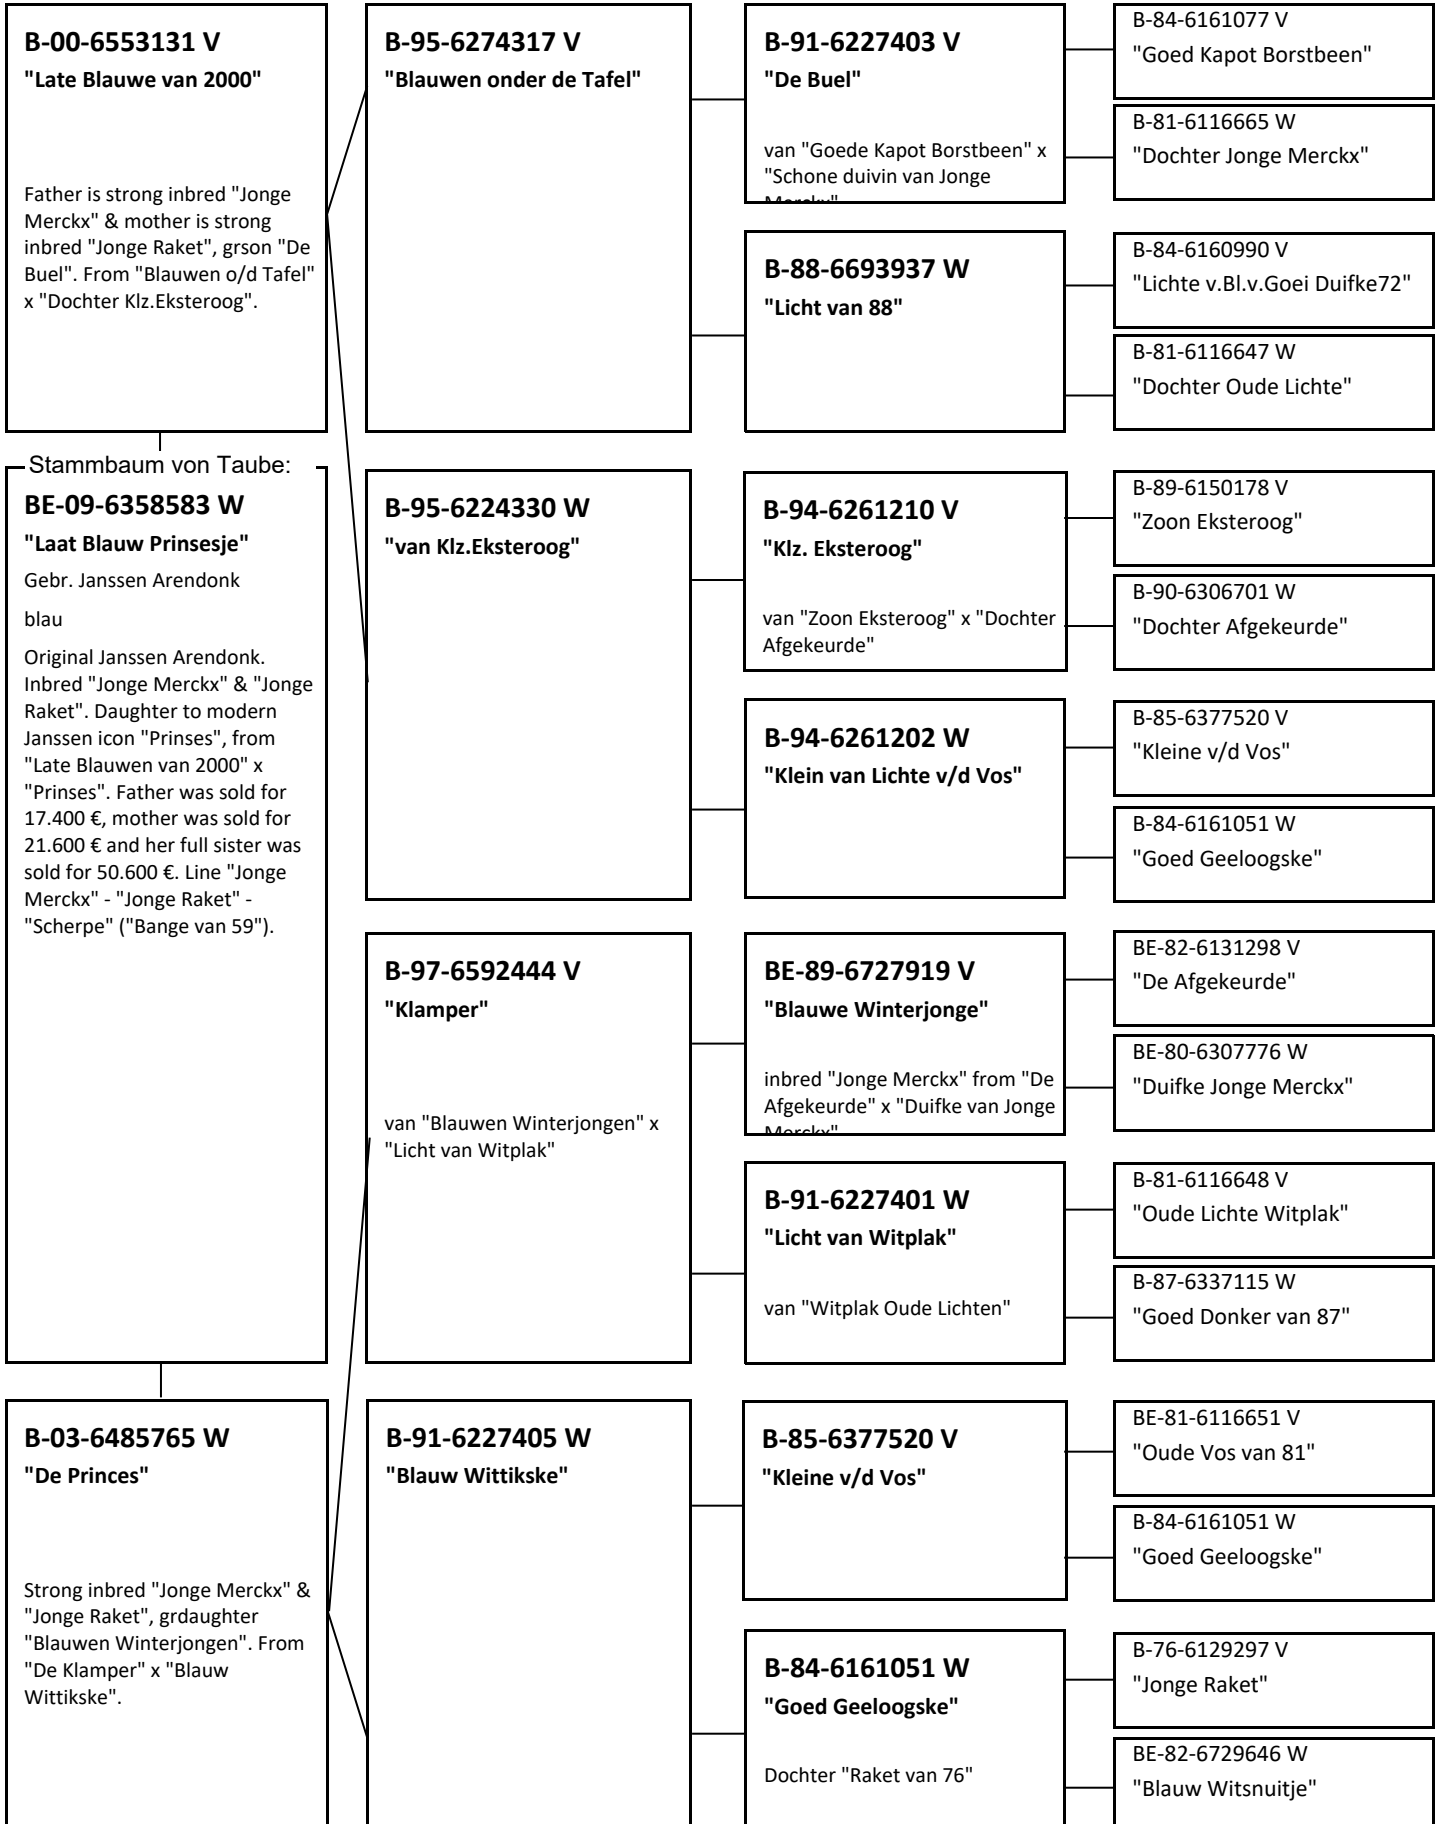 B-00-6553131 V
"Late Blauwe van 2000"
Father is strong inbred "Jonge
Merckx" & mother is strong
inbred "Jonge Raket", grson "De
Buel". From "Blauwen o/d Tafel"
x "Dochter Klz.Eksteroog".
Stammbaum von Taube:
BE-09-6358583 W
"Laat Blauw Prinsesje"
Gebr. Janssen Arendonk
blau
Original Janssen Arendonk.
Inbred "Jonge Merckx" & "Jonge
Raket". Daughter to modern
Janssen icon "Prinses", from
"Late Blauwen van 2000" x
"Prinses". Father was sold for
17.400 €, mother was sold for
21.600 € and her full sister was
sold for 50.600 €. Line "Jonge
Merckx" - "Jonge Raket" -
"Scherpe" ("Bange van 59").
B-03-6485765 W
"De Princes"
Strong inbred "Jonge Merckx" &
"Jonge Raket", grdaughter
"Blauwen Winterjongen". From
"De Klamper" x "Blauw
Wittikske".
B-95-6274317 V
"Blauwen onder de Tafel"
B-95-6224330 W
"van Klz.Eksteroog"
B-97-6592444 V
"Klamper"
van "Blauwen Winterjongen" x
"Licht van Witplak"
B-91-6227405 W
"Blauw Wittikske"
B-91-6227403 V
"De Buel"
van "Goede Kapot Borstbeen" x
"Schone duivin van Jonge
Merckx"
B-88-6693937 W
"Licht van 88"
B-94-6261210 V
"Klz. Eksteroog"
van "Zoon Eksteroog" x "Dochter
Afgekeurde"
B-94-6261202 W
"Klein van Lichte v/d Vos"
BE-89-6727919 V
"Blauwe Winterjonge"
inbred "Jonge Merckx" from "De
Afgekeurde" x "Duifke van Jonge
Merckx"
B-91-6227401 W
"Licht van Witplak"
van "Witplak Oude Lichten"
B-85-6377520 V
"Kleine v/d Vos"
B-84-6161051 W
"Goed Geeloogske"
Dochter "Raket van 76"
B-84-6161077 V
"Goed Kapot Borstbeen"
B-81-6116665 W
"Dochter Jonge Merckx"
B-84-6160990 V
"Lichte v.Bl.v.Goei Duifke72"
B-81-6116647 W
"Dochter Oude Lichte"
B-89-6150178 V
"Zoon Eksteroog"
B-90-6306701 W
"Dochter Afgekeurde"
B-85-6377520 V
"Kleine v/d Vos"
B-84-6161051 W
"Goed Geeloogske"
BE-82-6131298 V
"De Afgekeurde"
BE-80-6307776 W
"Duifke Jonge Merckx"
B-81-6116648 V
"Oude Lichte Witplak"
B-87-6337115 W
"Goed Donker van 87"
BE-81-6116651 V
"Oude Vos van 81"
B-84-6161051 W
"Goed Geeloogske"
B-76-6129297 V
"Jonge Raket"
BE-82-6729646 W
"Blauw Witsnuitje"